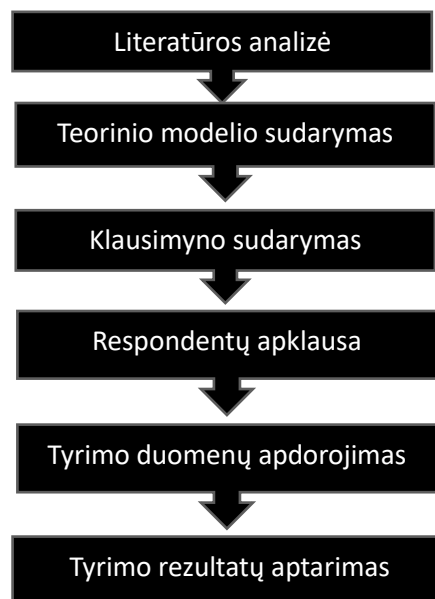 Literatūros analizė
Teorinio modelio sudarymas
Klausimyno sudarymas
Respondentų apklausa
Tyrimo duomenų apdorojimas
Tyrimo rezultatų aptarimas